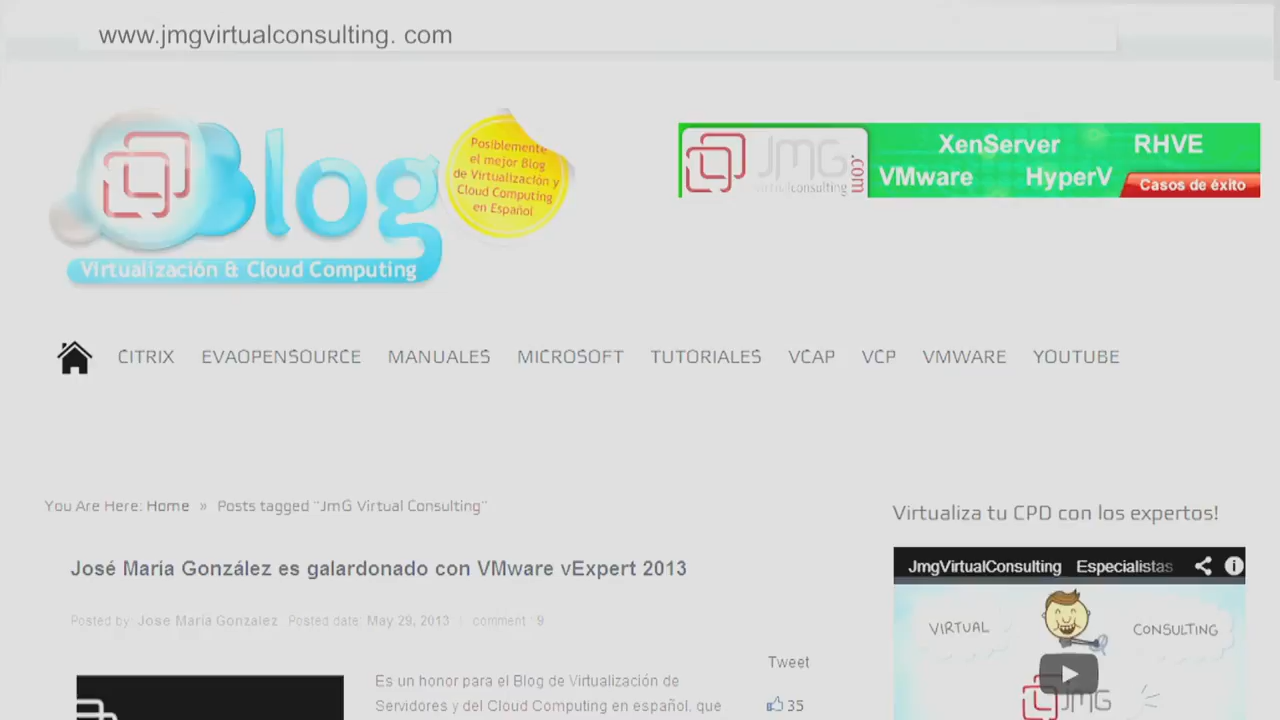 www.jmgvirtualconsulting. com
Blog
Virtualización & Cloud Computing
Posiblemente
el mejor Blog
de Virtualización y
Cloud Computing
en Español
JMG.com
virtualconsulting
XenServer RHVE
VMware HyperV
Casos de éxito
CITRIX EVAOPENSOURCE MANUALES MICROSOFT TUTORIALES VCAP VCP VMWARE YOUTUBE
You Are Here: Home » Posts tagged "JmG Virtual Consulting"
José María González es galardonado con VMware vExpert 2013
Posted by: Jose Maria Gonzalez Posted date: May 29, 2013 | comment : 9
Es un honor para el Blog de Virtualización de
Servidores y del Cloud Computing en español, que
Tweet
35
Virtualiza tu CPD con los expertos!
JmgVirtualConsulting Especialistas
VIRTUAL CONSULTING
JMG